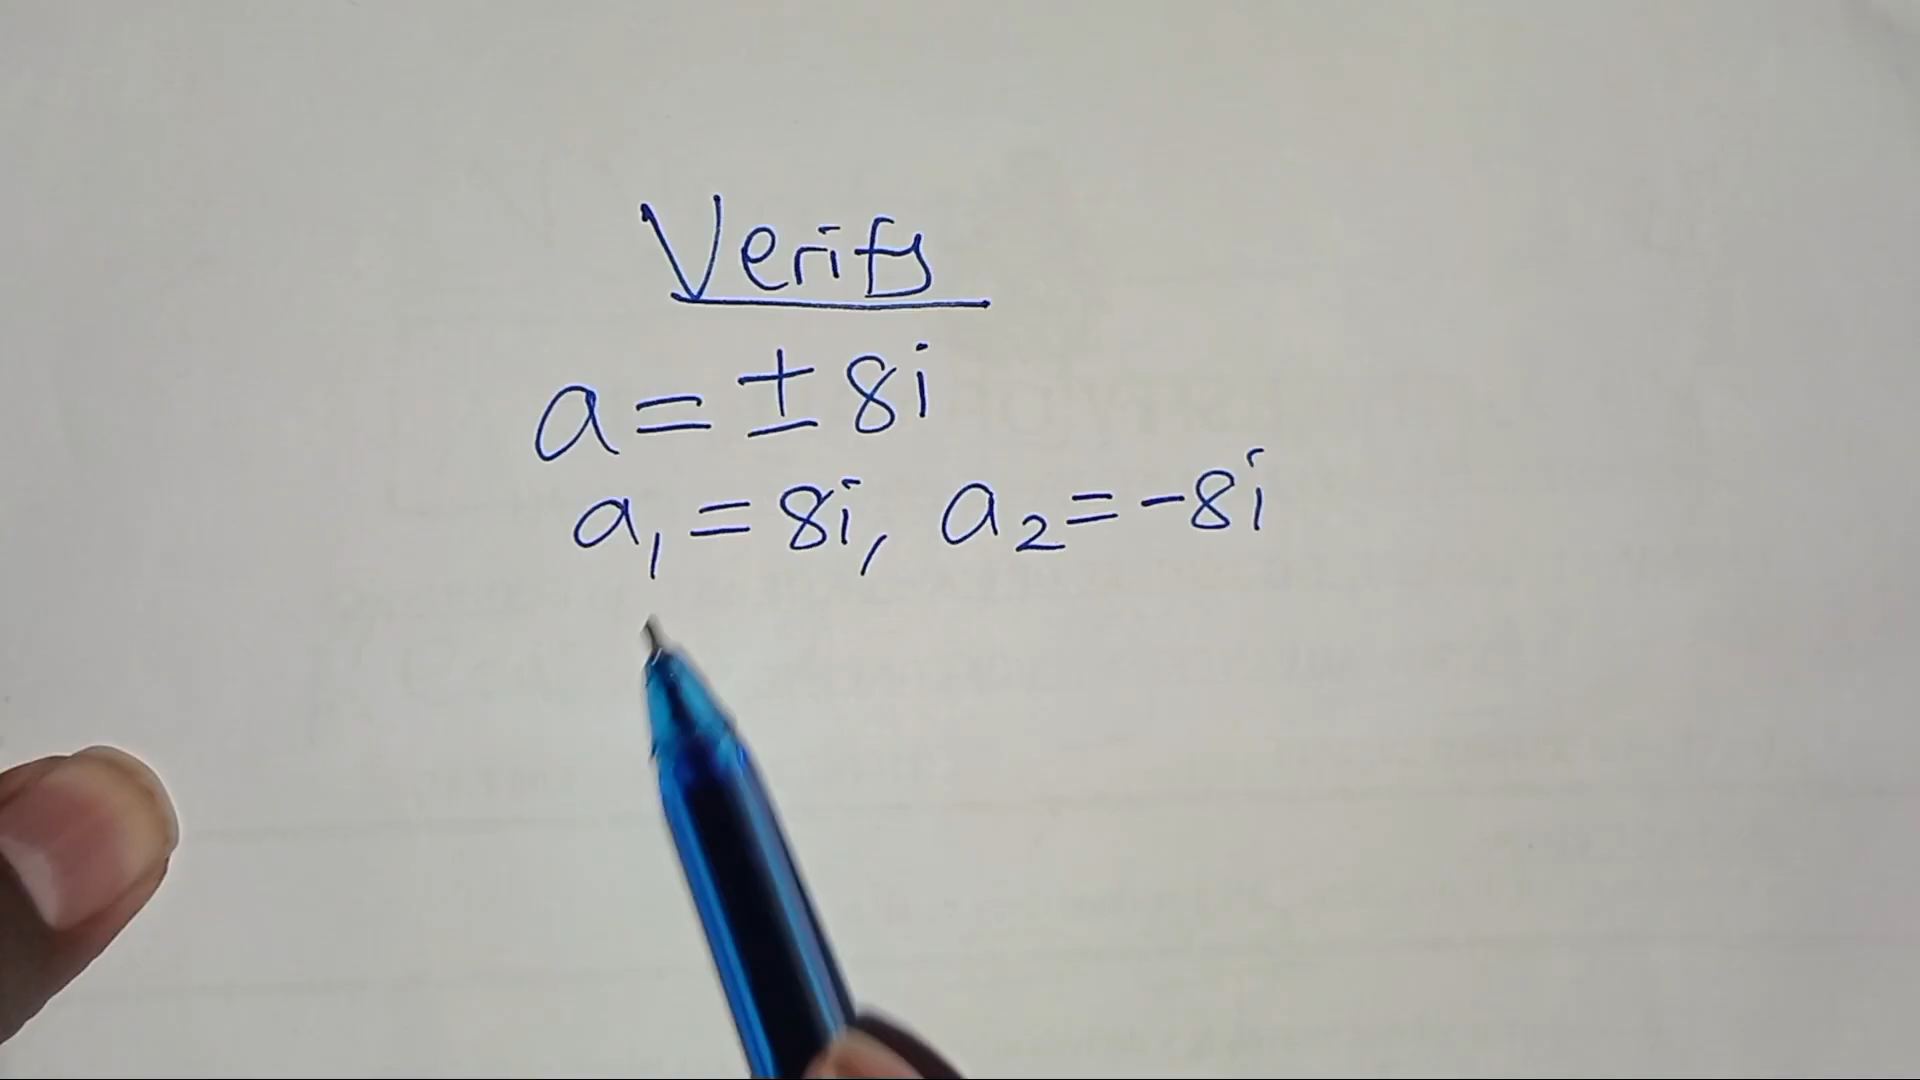 Verify
a = ± 8i
a₁ = 8i, a₂ = -8i